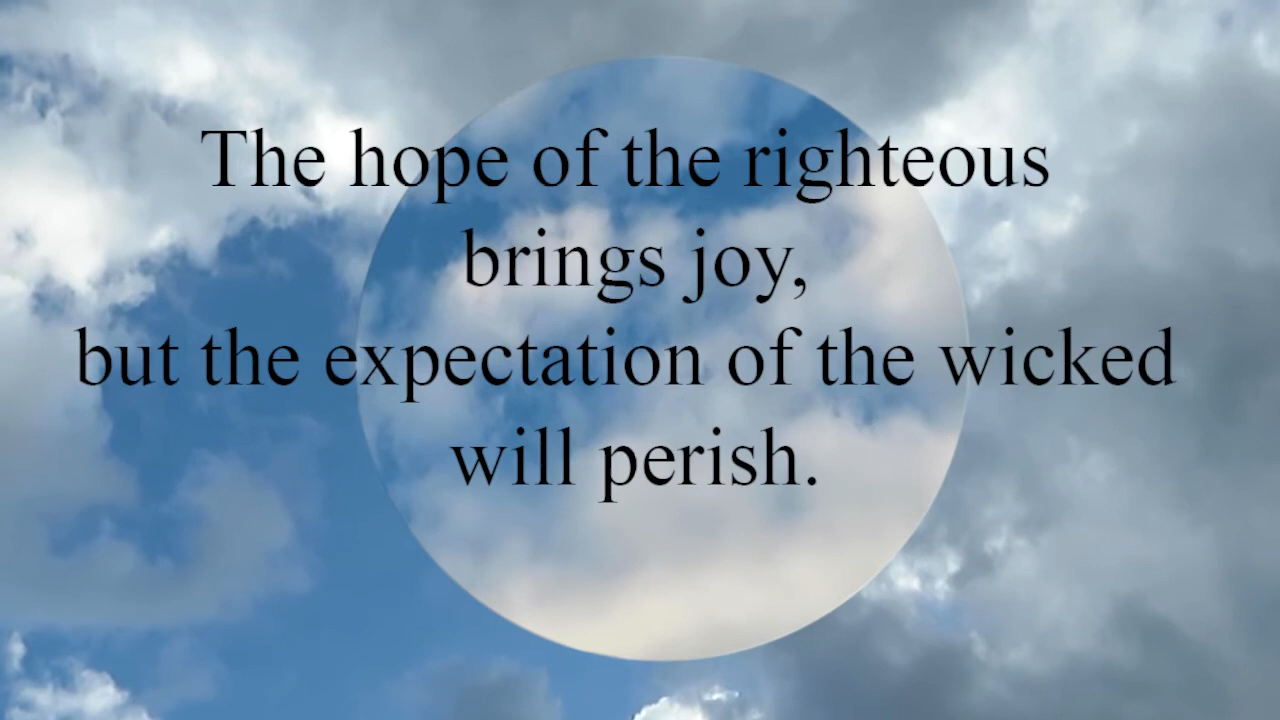 The hope of the righteous
brings joy,
but the expectation of the wicked
will perish.